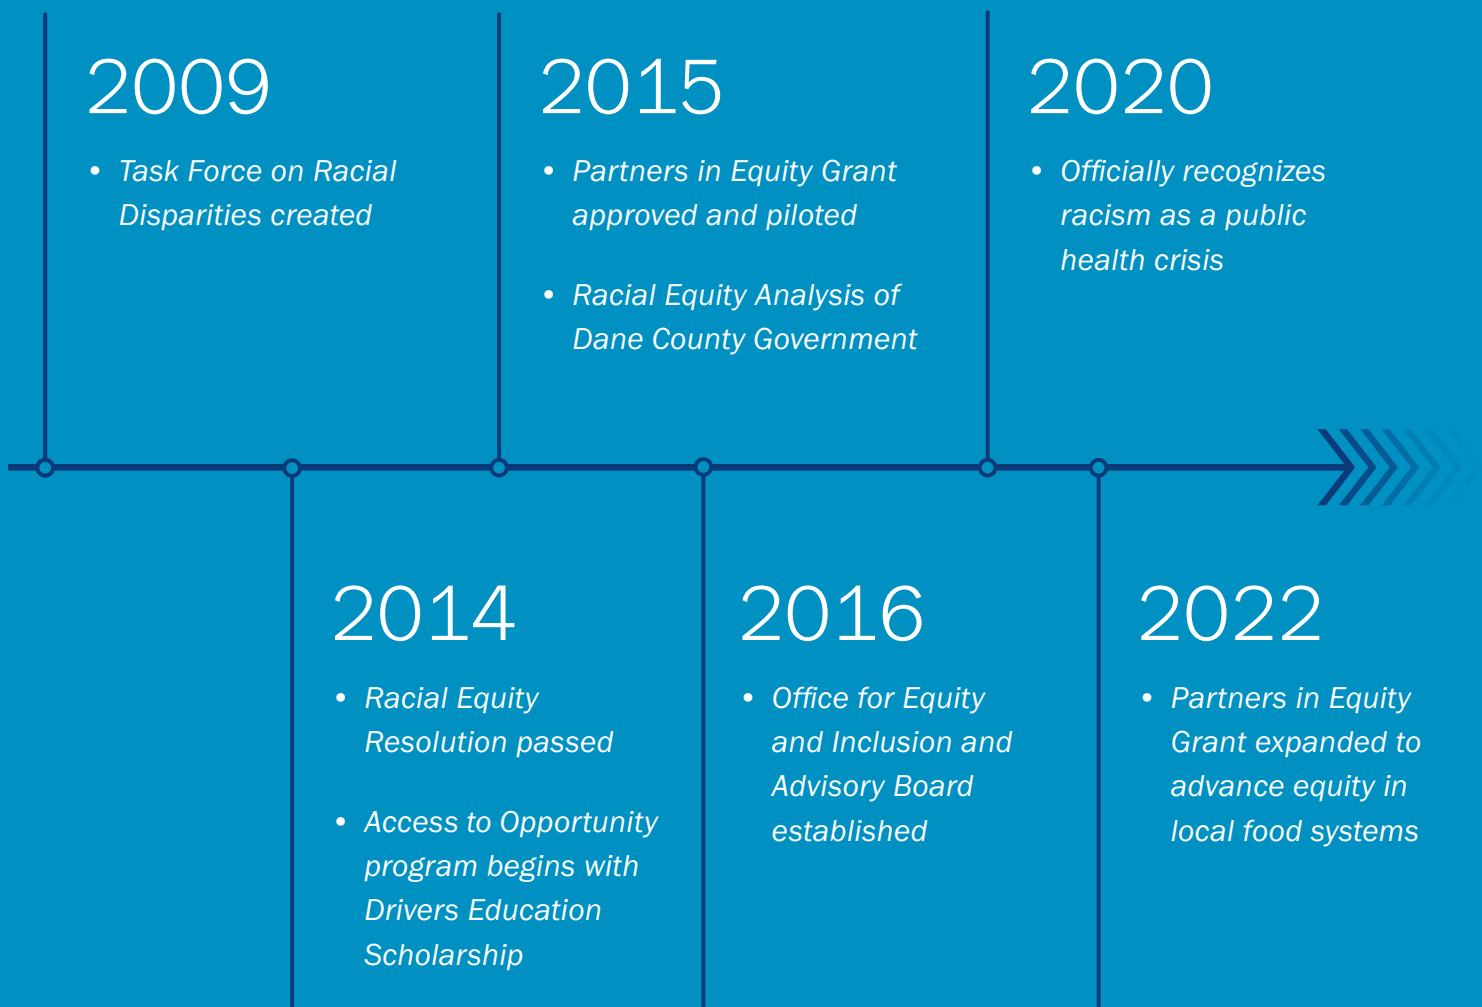 2009
• Task Force on Racial
Disparities created
2014
• Racial Equity
Resolution passed
• Access to Opportunity
program begins with
Drivers Education
Scholarship
2015
• Partners in Equity Grant
approved and piloted
• Racial Equity Analysis of
Dane County Government
2016
• Office for Equity
and Inclusion and
Advisory Board
established
2020
• Officially recognizes
racism as a public
health crisis
2022
• Partners in Equity
Grant expanded to
advance equity in
local food systems